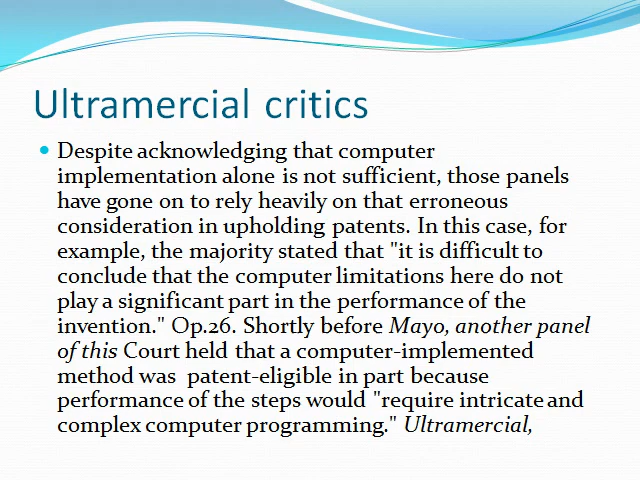 Ultramercial critics
Despite acknowledging that computer
implementation alone is not sufficient, those panels
have gone on to rely heavily on that erroneous
consideration in upholding patents. In this case, for
example, the majority stated that "it is difficult to
conclude that the computer limitations here do not
play a significant part in the performance of the
invention." Op.26. Shortly before Mayo, another panel
of this Court held that a computer-implemented
method was  patent-eligible in part because
performance of the steps would "require intricate and
complex computer programming." Ultramercial,